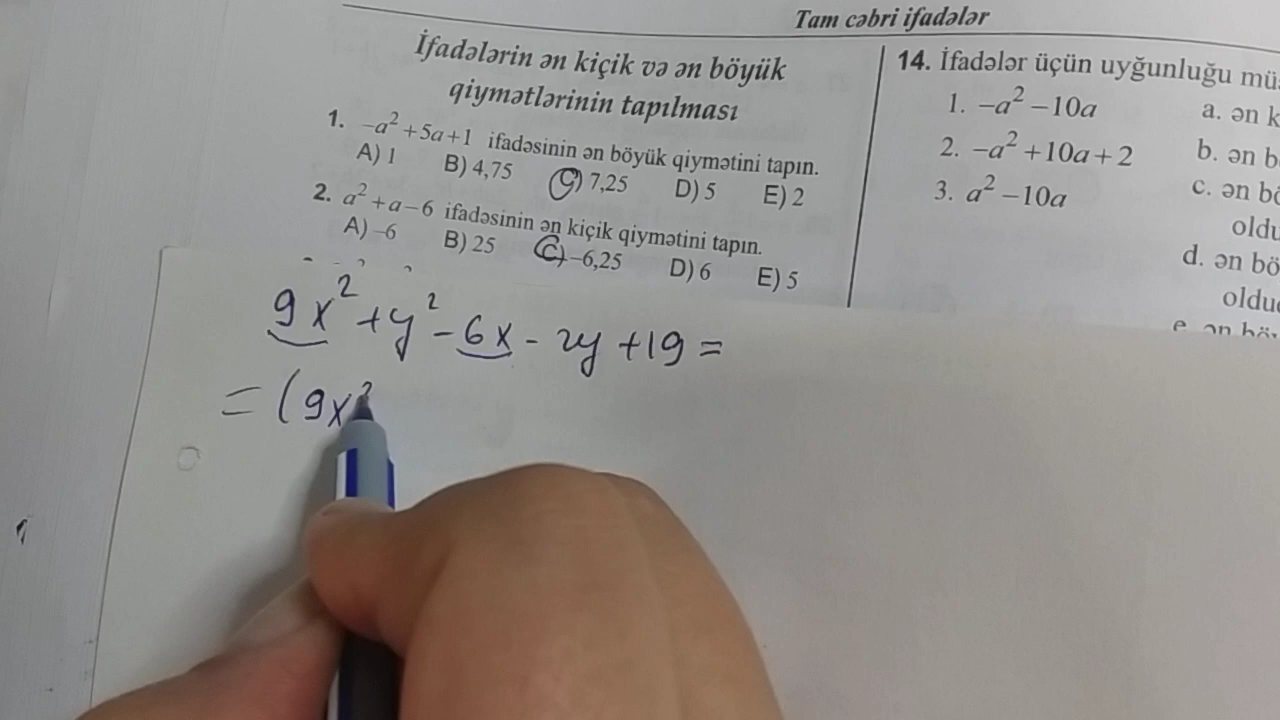 Tam cəbri ifadələr
İfadələrin ən kiçik və ən böyük
qiymətlərinin tapılması
1. −a² + 5a + 1 ifadəsinin ən böyük qiymətini tapın.
A) 1 B) 4,75 C) 7,25 D) 5 E) 2
2. a² + a − 6 ifadəsinin ən kiçik qiymətini tapın.
A) −6 B) 25 C) −6,25 D) 6 E) 5
14. İfadələr üçün uyğunluğu
1. −a² − 10a a. ən
2. −a² + 10a + 2 b. ən
3. a² − 10a c. ən
d. ən
e
9x² + y² − 6x − 2y + 19 =
= (9x²